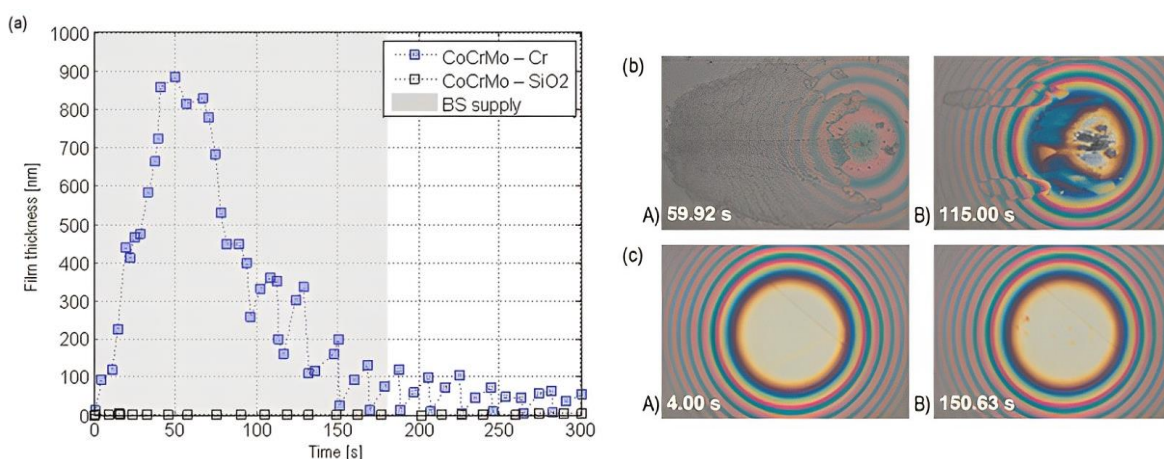 (a)
1000
900
800
700
600
500
400
300
200
100
0
Film thickness [nm]
CoCrMo – Cr
CoCrMo – SiO2
BS supply
0 50 100 150 200 250 300
Time [s]
(b)
A) 59.92 s
B) 115.00 s
(c)
A) 4.00 s
B) 150.63 s